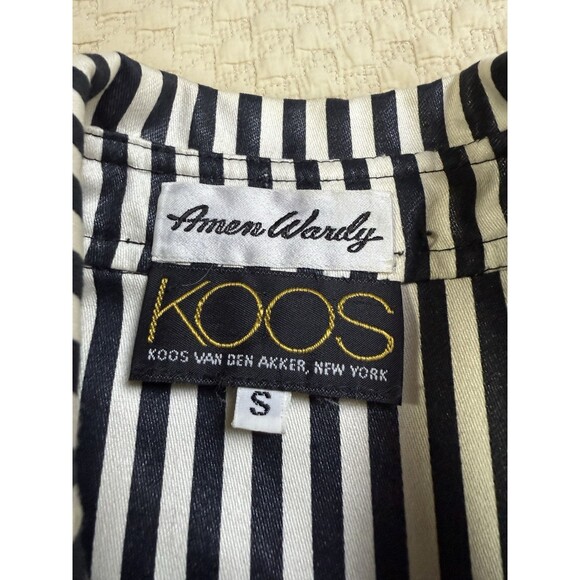 Amen Wardy
KOOS
KOOS VAN DEN AKKER, NEW YORK
S